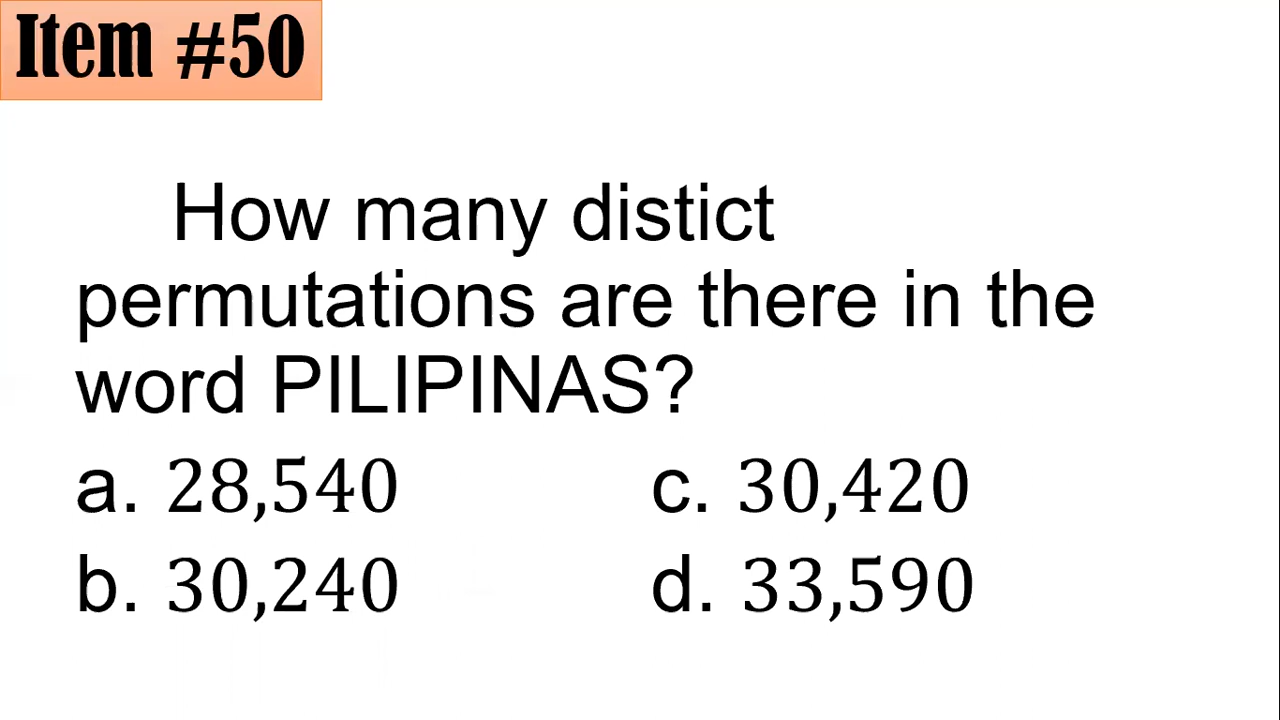 Item #50
How many distict
permutations are there in the
word PILIPINAS?
a. 28,540 c. 30,420
b. 30,240 d. 33,590